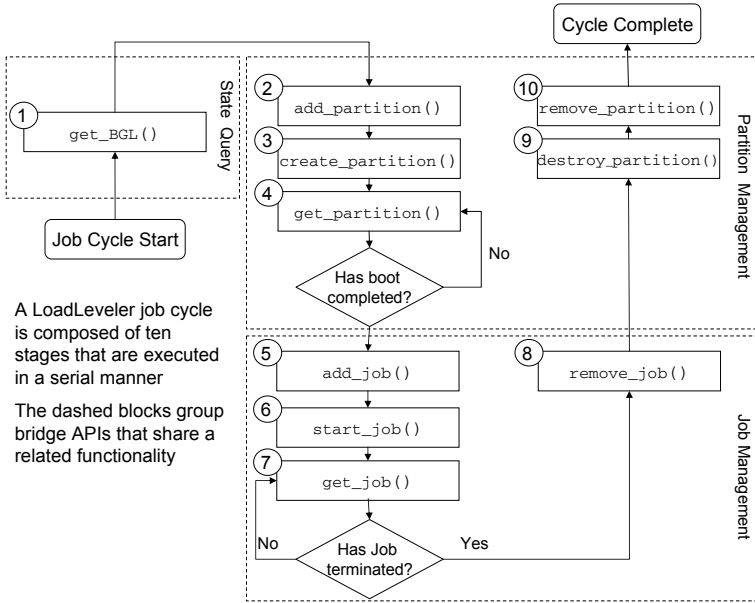 Cycle Complete
State Query
1
get_BGL()
Job Cycle Start
2
add_partition()
3
create_partition()
4
get_partition()
No
Has boot
completed?
10
remove_partition()
9
destroy_partition()
Partition Management
A LoadLeveler job cycle
is composed of ten
stages that are executed
in a serial manner
The dashed blocks group
bridge APIs that share a
related functionality
5
add_job()
6
start_job()
7
get_job()
No
Has Job
terminated?
Yes
8
remove_job()
Job Management